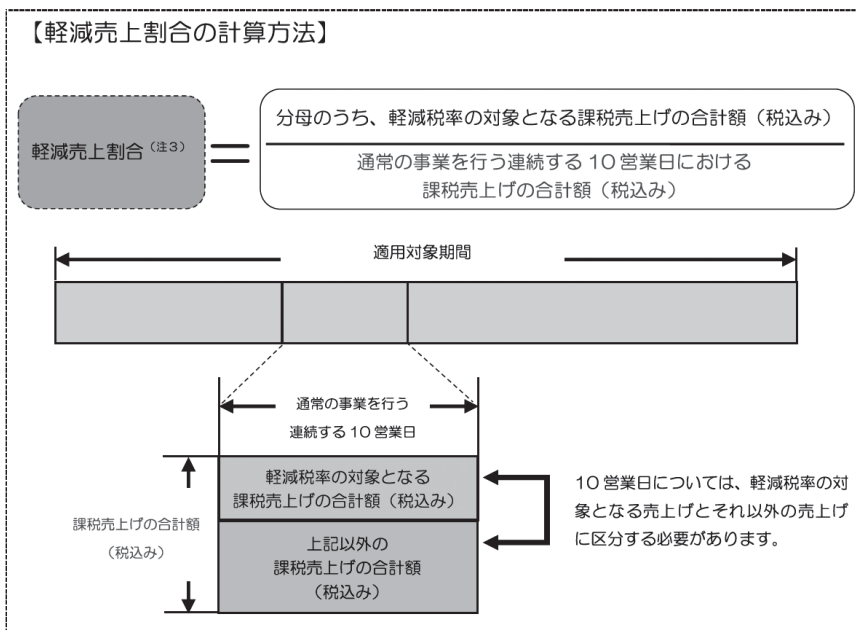 【軽減売上割合の計算方法】
軽減売上割合(注3)
分母のうち、軽減税率の対象となる課税売上げの合計額(税込み)
通常の事業を行う連続する10営業日における
課税売上げの合計額(税込み)
適用対象期間
通常の事業を行う
連続する10営業日
軽減税率の対象となる
課税売上げの合計額(税込み)
課税売上げの合計額
(税込み)
上記以外の
課税売上げの合計額
(税込み)
10営業日については、軽減税率の対
象となる売上げとそれ以外の売上げ
に区分する必要があります。